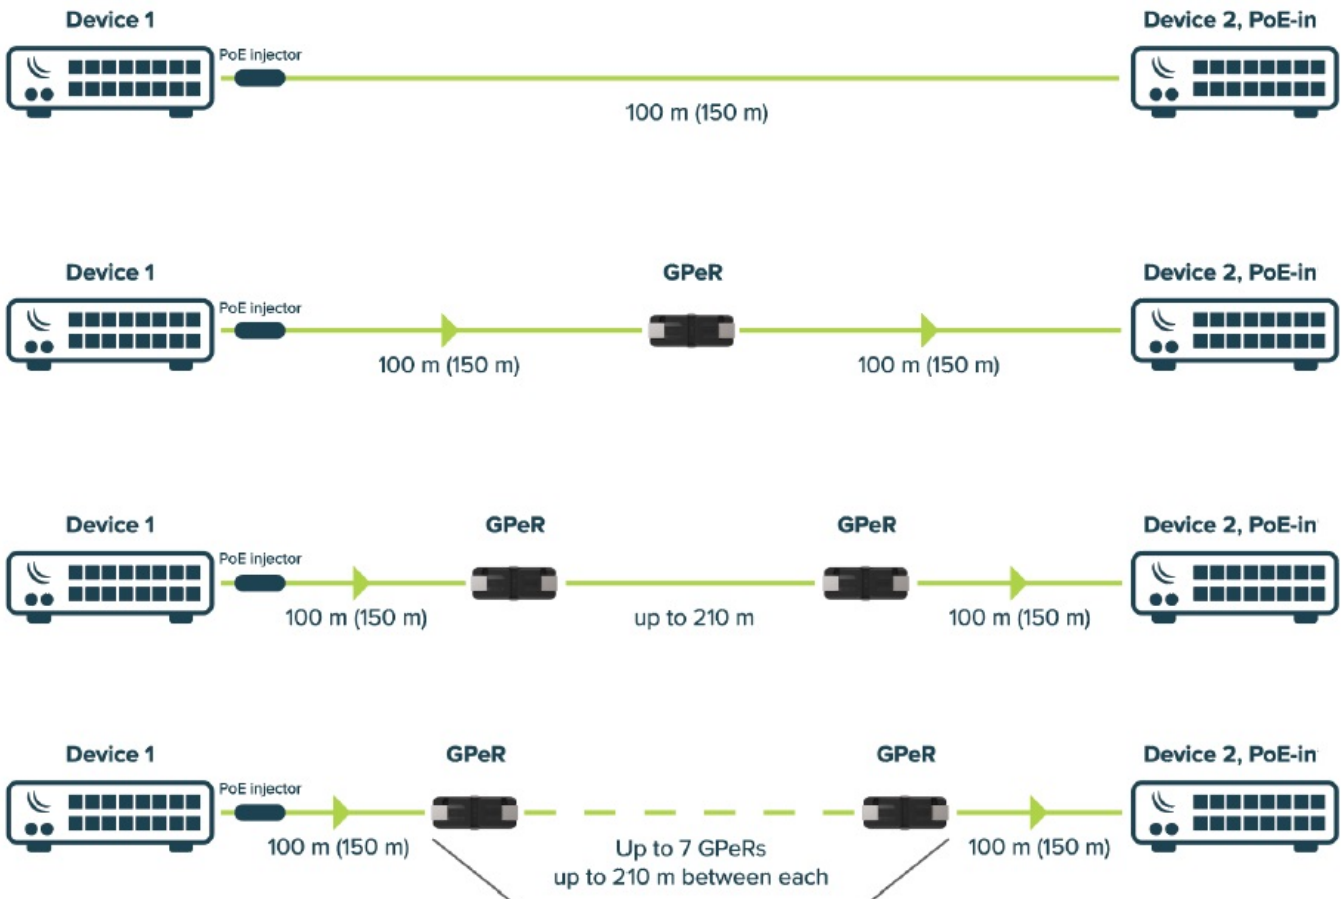 Device 1
Device 2, PoE-in
PoE injector
100 m (150 m)
Device 1
GPeR
Device 2, PoE-in
PoE injector
100 m (150 m)
100 m (150 m)
Device 1
GPeR
GPeR
Device 2, PoE-in
PoE injector
100 m (150 m)
up to 210 m
100 m (150 m)
Device 1
GPeR
GPeR
Device 2, PoE-in
PoE injector
100 m (150 m)
Up to 7 GPeRs
up to 210 m between each
100 m (150 m)